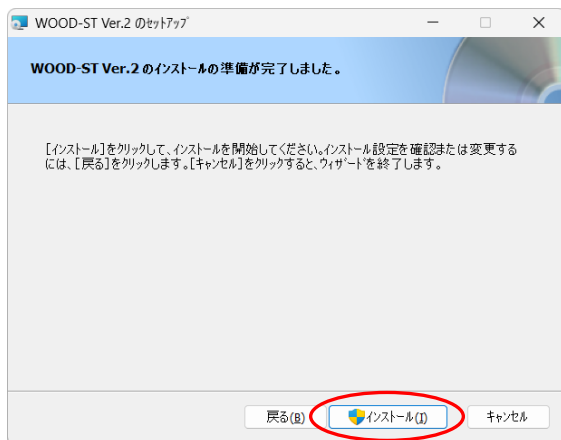 WOOD-ST Ver.2 のｾｯﾄｱｯﾌﾟ
WOOD-ST Ver.2 のｲﾝｽﾄｰﾙの準備が完了しました。
[ｲﾝｽﾄｰﾙ]をｸﾘｯｸして、ｲﾝｽﾄｰﾙを開始してください。ｲﾝｽﾄｰﾙ設定を確認または変更する
には、[戻る]をｸﾘｯｸします。[ｷｬﾝｾﾙ]をｸﾘｯｸすると、ｳｨｻﾞｰﾄﾞを終了します。
戻る(B) ｲﾝｽﾄｰﾙ(I) ｷｬﾝｾﾙ